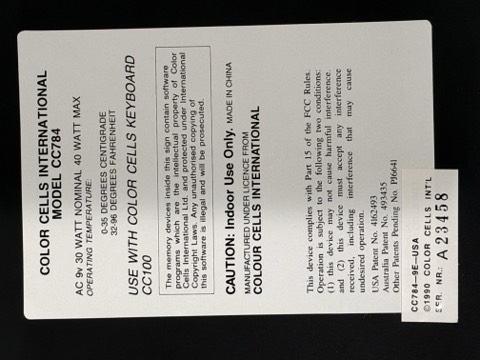 COLOR CELLS INTERNATIONAL
MODEL CC784
AC 9v 30 WATT NOMINAL 40 WATT MAX
OPERATING TEMPERATURE:
0-35 DEGREES CENTIGRADE
32-96 DEGREES FAHRENHEIT
USE WITH COLOR CELLS KEYBOARD
CC100
The memory devices inside this sign contain software
programs which are the intellectual property of Color
Cells International Ltd. and protected under International
Copyright Laws. Any unauthorised copying of
this software is illegal and will be prosecuted.
CAUTION: Indoor Use Only. MADE IN CHINA
MANUFACTURED UNDER LICENCE FROM
COLOUR CELLS INTERNATIONAL
This device complies with Part 15 of the FCC Rules.
Operation is subject to the following two conditions:
(1) this device may not cause harmful interference.
and (2) this device must accept any interference
received, including interference that may cause
undesired operation.
USA Patent No. 4162493
Australia Patent No. 493435
Other Patents Pending No. PJ6641
CC784—9E—USA
©1990 COLOR CELLS INT'L
SER. NR.: A23458